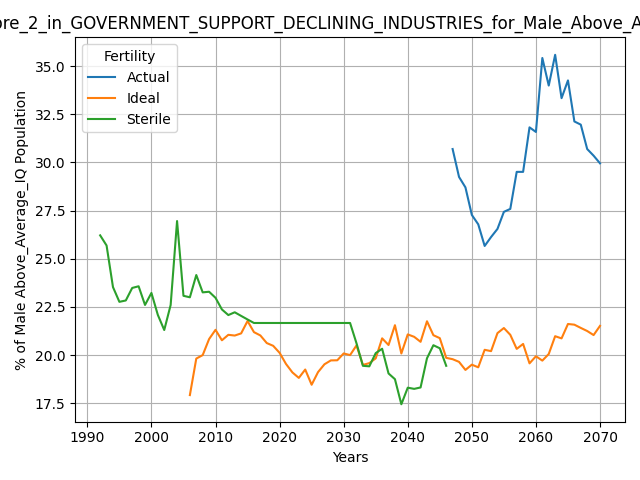 ore_2_in_GOVERNMENT_SUPPORT_DECLINING_INDUSTRIES_for_Male_Above_A
Fertility
Actual
Ideal
Sterile
% of Male Above_Average_IQ Population
35.0
32.5
30.0
27.5
25.0
22.5
20.0
17.5
1990 2000 2010 2020 2030 2040 2050 2060 2070
Years